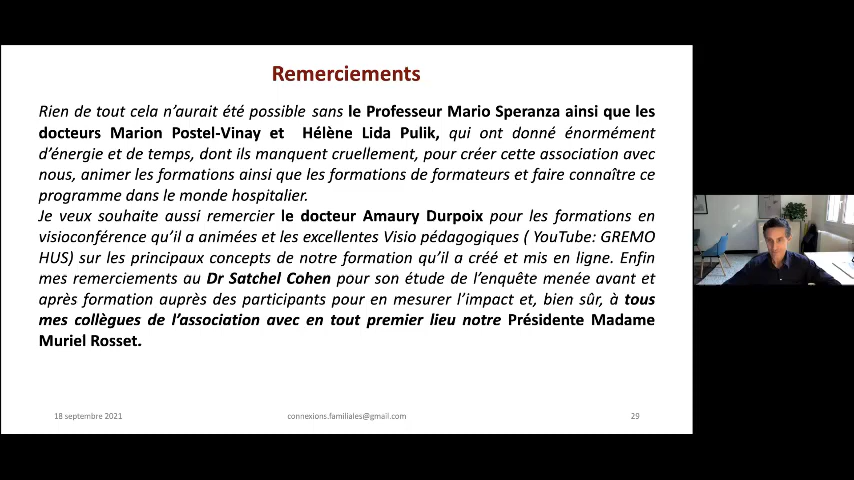 Remerciements
Rien de tout cela n'aurait été possible sans le Professeur Mario Speranza ainsi que les
docteurs Marion Postel-Vinay et Hélène Lida Pulik, qui ont donné énormément
d'énergie et de temps, dont ils manquent cruellement, pour créer cette association avec
nous, animer les formations ainsi que les formations de formateurs et faire connaître ce
programme dans le monde hospitalier.
Je veux souhaite aussi remercier le docteur Amaury Durpoix pour les formations en
visioconférence qu'il a animées et les excellentes Visio pédagogiques ( YouTube: GREMO
HUS) sur les principaux concepts de notre formation qu'il a créé et mis en ligne. Enfin
mes remerciements au Dr Satchel Cohen pour son étude de l'enquête menée avant et
après formation auprès des participants pour en mesurer l'impact et, bien sûr, à tous
mes collègues de l'association avec en tout premier lieu notre Présidente Madame
Muriel Rosset.
18 septembre 2021
connexions.familiales@gmail.com
29